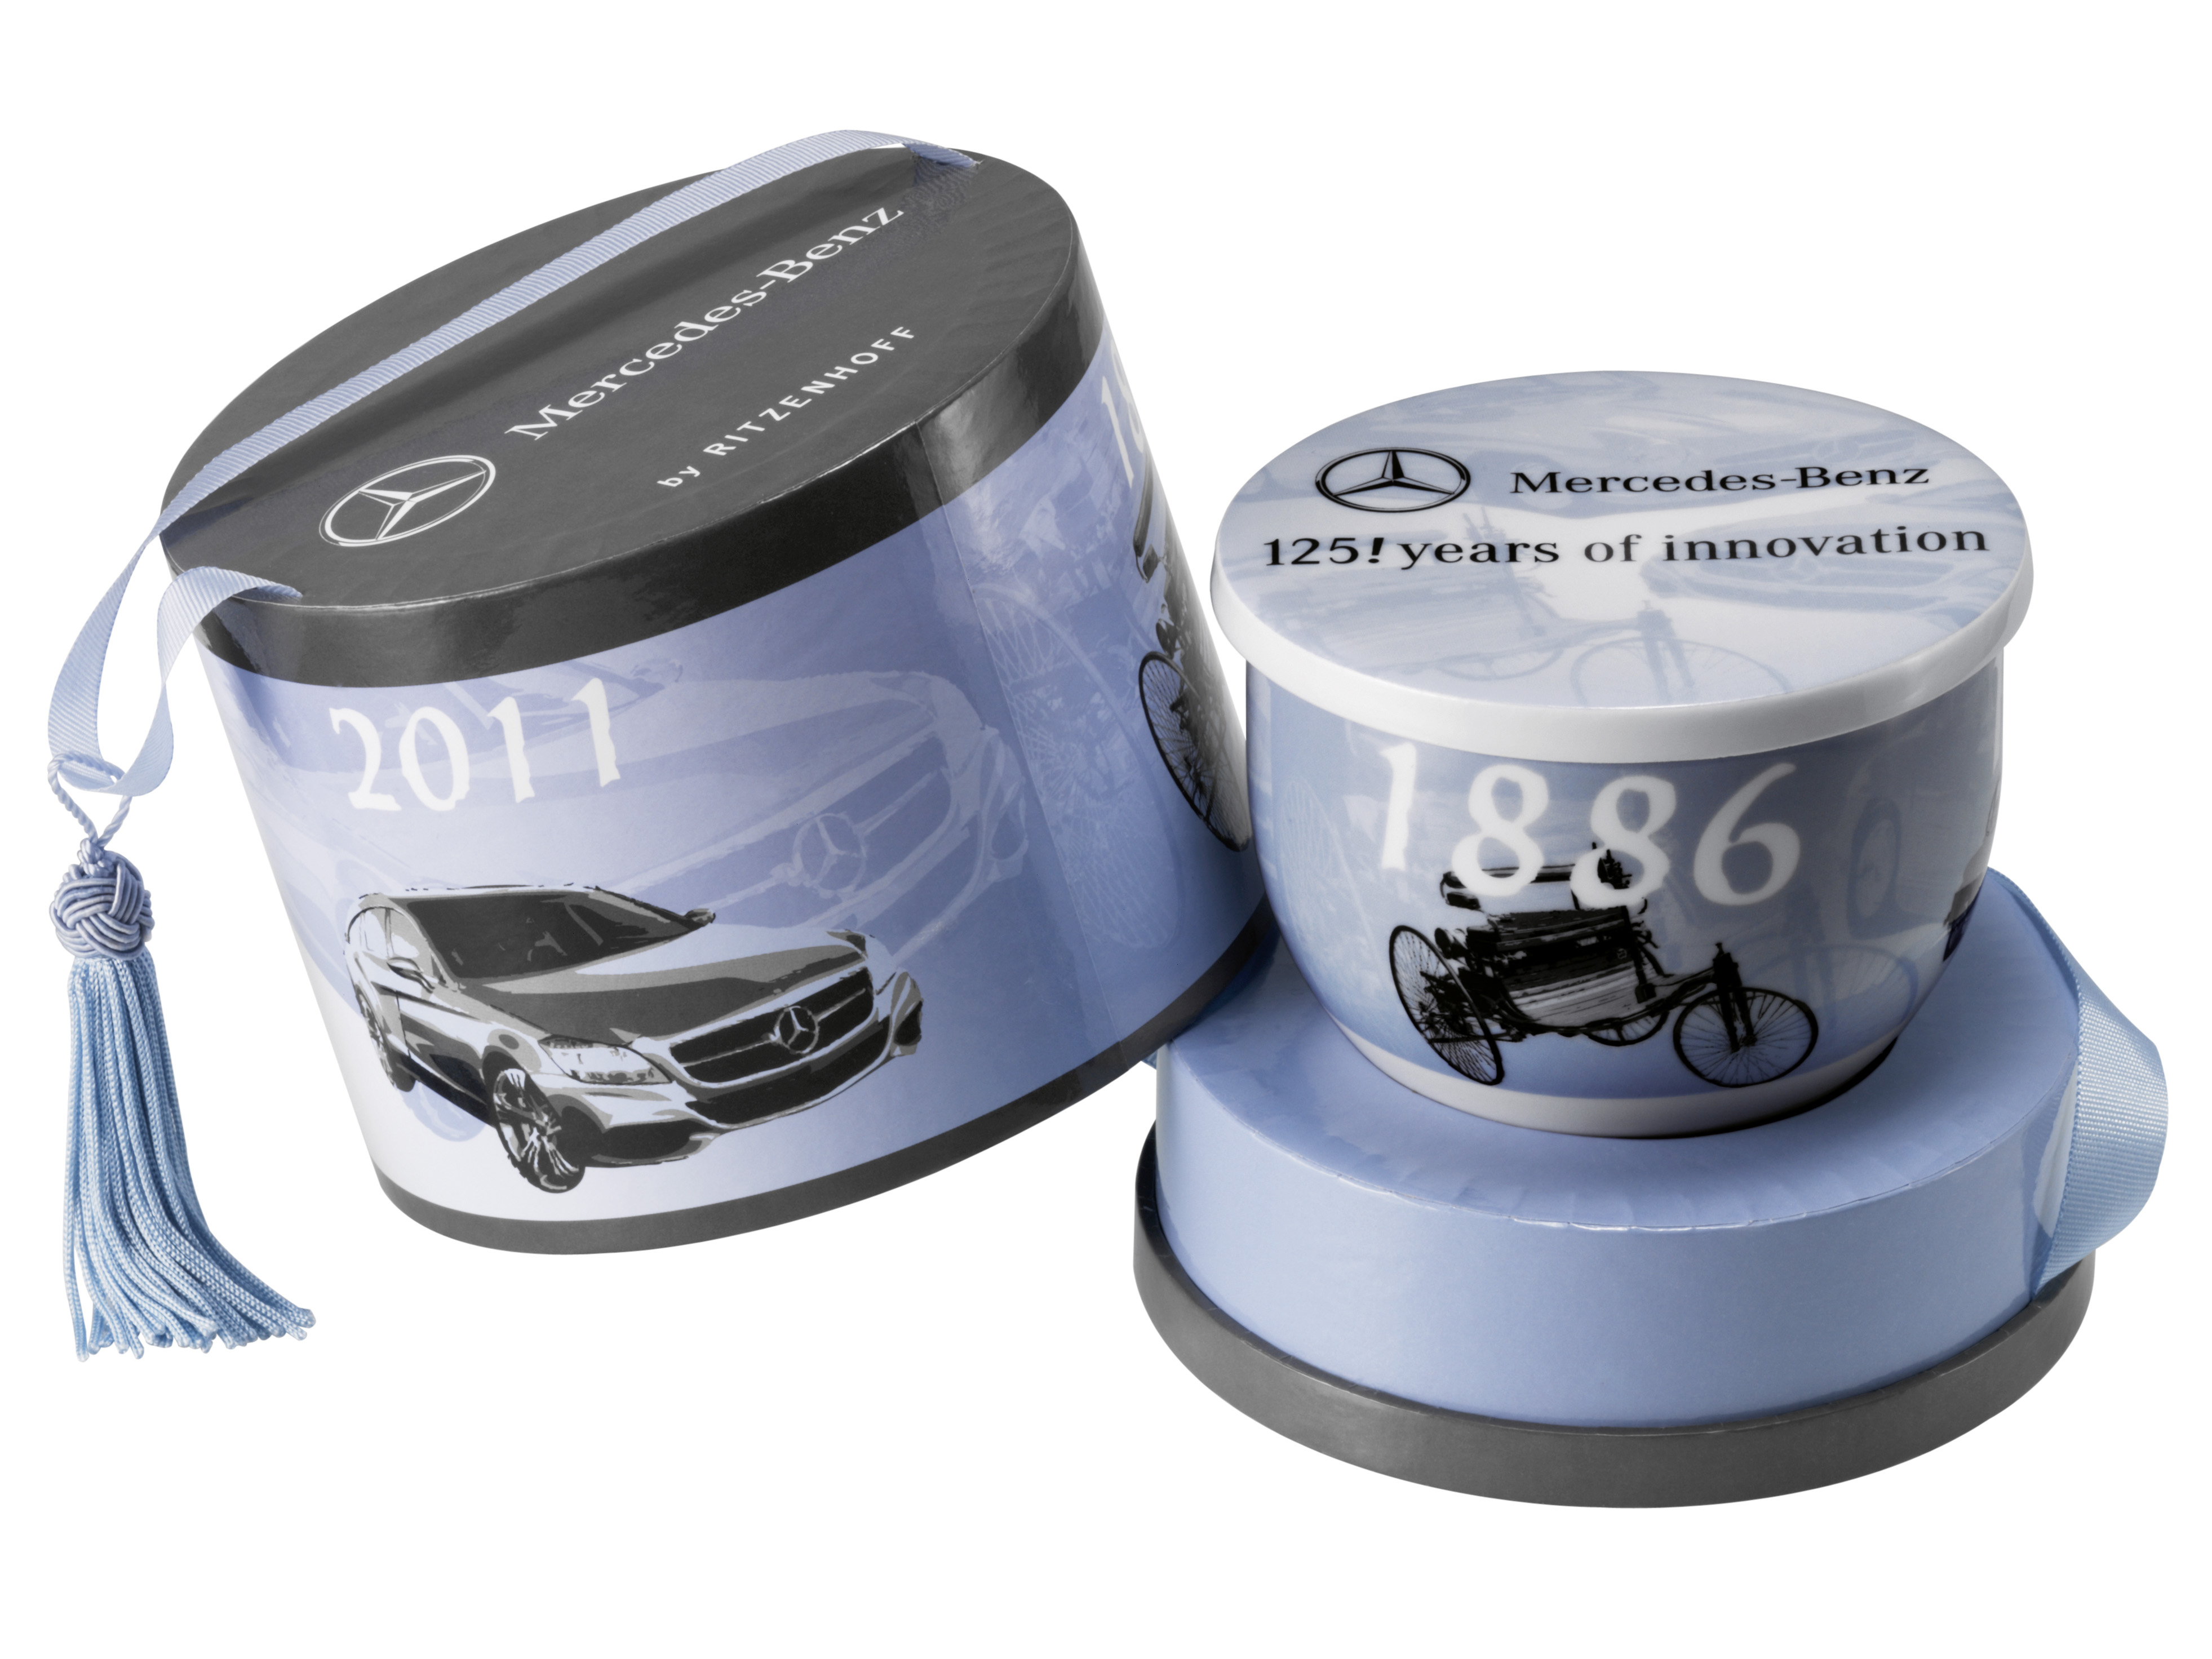 Mercedes-Benz
by RITZENHOFF
2011
Mercedes-Benz
125! years of innovation
1886